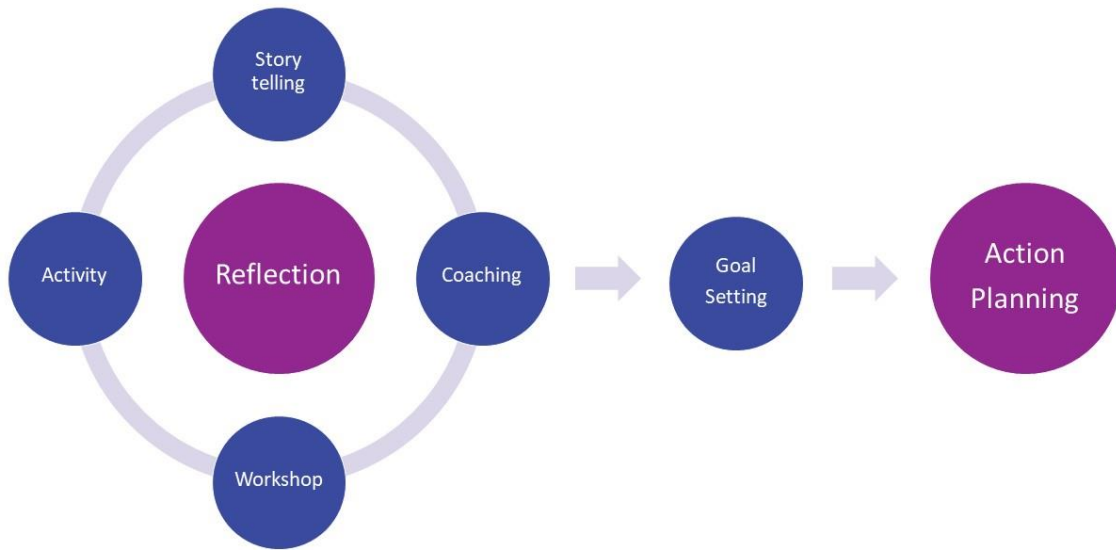 Story
telling
Activity
Reflection
Coaching
Workshop
Goal
Setting
Action
Planning